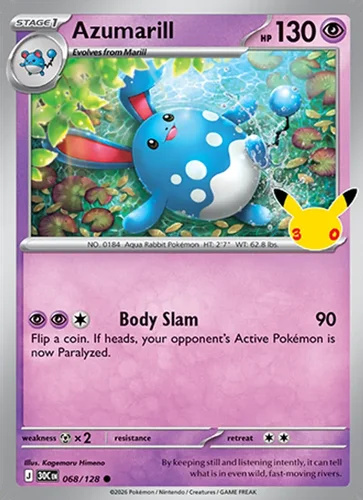 STAGE 1 Azumarill HP 130
Evolves from Marill
30
NO. 0184 Aqua Rabbit Pokémon HT: 2'7" WT: 62.8 lbs.
Body Slam 90
Flip a coin. If heads, your opponent's Active Pokémon is
now Paralyzed.
weakness ×2 resistance retreat
Illus. Kagemaru Himeno
By keeping still and listening intently, it can tell
what is in even wild, fast-moving rivers.
J 30C EN 068/128
©2026 Pokémon / Nintendo / Creatures / GAME FREAK